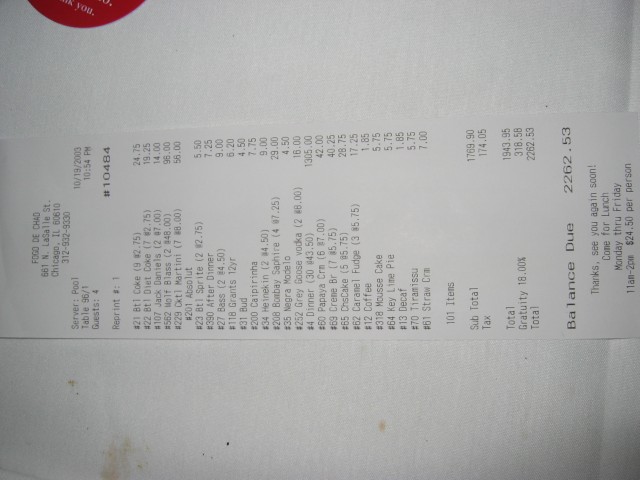 you.
FOGO DE CHAO
661 N. LaSalle St.
Chicago, IL 60610
312-932-9330
Server: Pool 10/19/2003
Table 96/1 10:54 PM
Guests: 4
#10484
Reprint #: 1
#21 Btl Coke (9 @2.75) 24.75
#22 Btl Diet Coke (7 @2.75) 19.25
#107 Jack Daniels (2 @7.00) 14.00
#562 Blasson (2 @48.00) 96.00
#229 Cktl Martini (7 @8.00) 56.00
#201 Absolut
#23 Btl Sprite (2 @2.75) 5.50
#390 After Dinner 7.25
#27 Bass (2 @4.50) 9.00
#118 Grants 12yr 6.20
#31 Bud 4.50
#200 Caipirinha 7.75
#34 Heineken (2 @4.50) 9.00
#208 Bombay Saphire (4 @7.25) 29.00
#35 Negra Modelo 4.50
#252 Grey Goose vodka (2 @8.00) 16.00
#4 Dinner (30 @43.50) 1305.00
#60 Papaya Crm (6 @7.00) 42.00
#69 Creme Br (7 @5.75) 40.25
#65 ChsCake (5 @5.75) 28.75
#62 Caramel Fudge (3 @5.75) 17.25
#12 Coffee 1.85
#318 Mousse Cake 5.75
#64 Key Lime Pie 5.75
#13 Decaf 1.85
#70 Tiramissu 5.75
#61 Straw Crm 7.00
101 Items
Sub Total 1769.90
Tax 174.05
Total 1943.95
Gratuity 18.00% 318.58
Total 2262.53
Balance Due 2262.53
Thanks, see you again soon!
Come for Lunch
Monday thru Friday
11am-2pm $24.50 per person